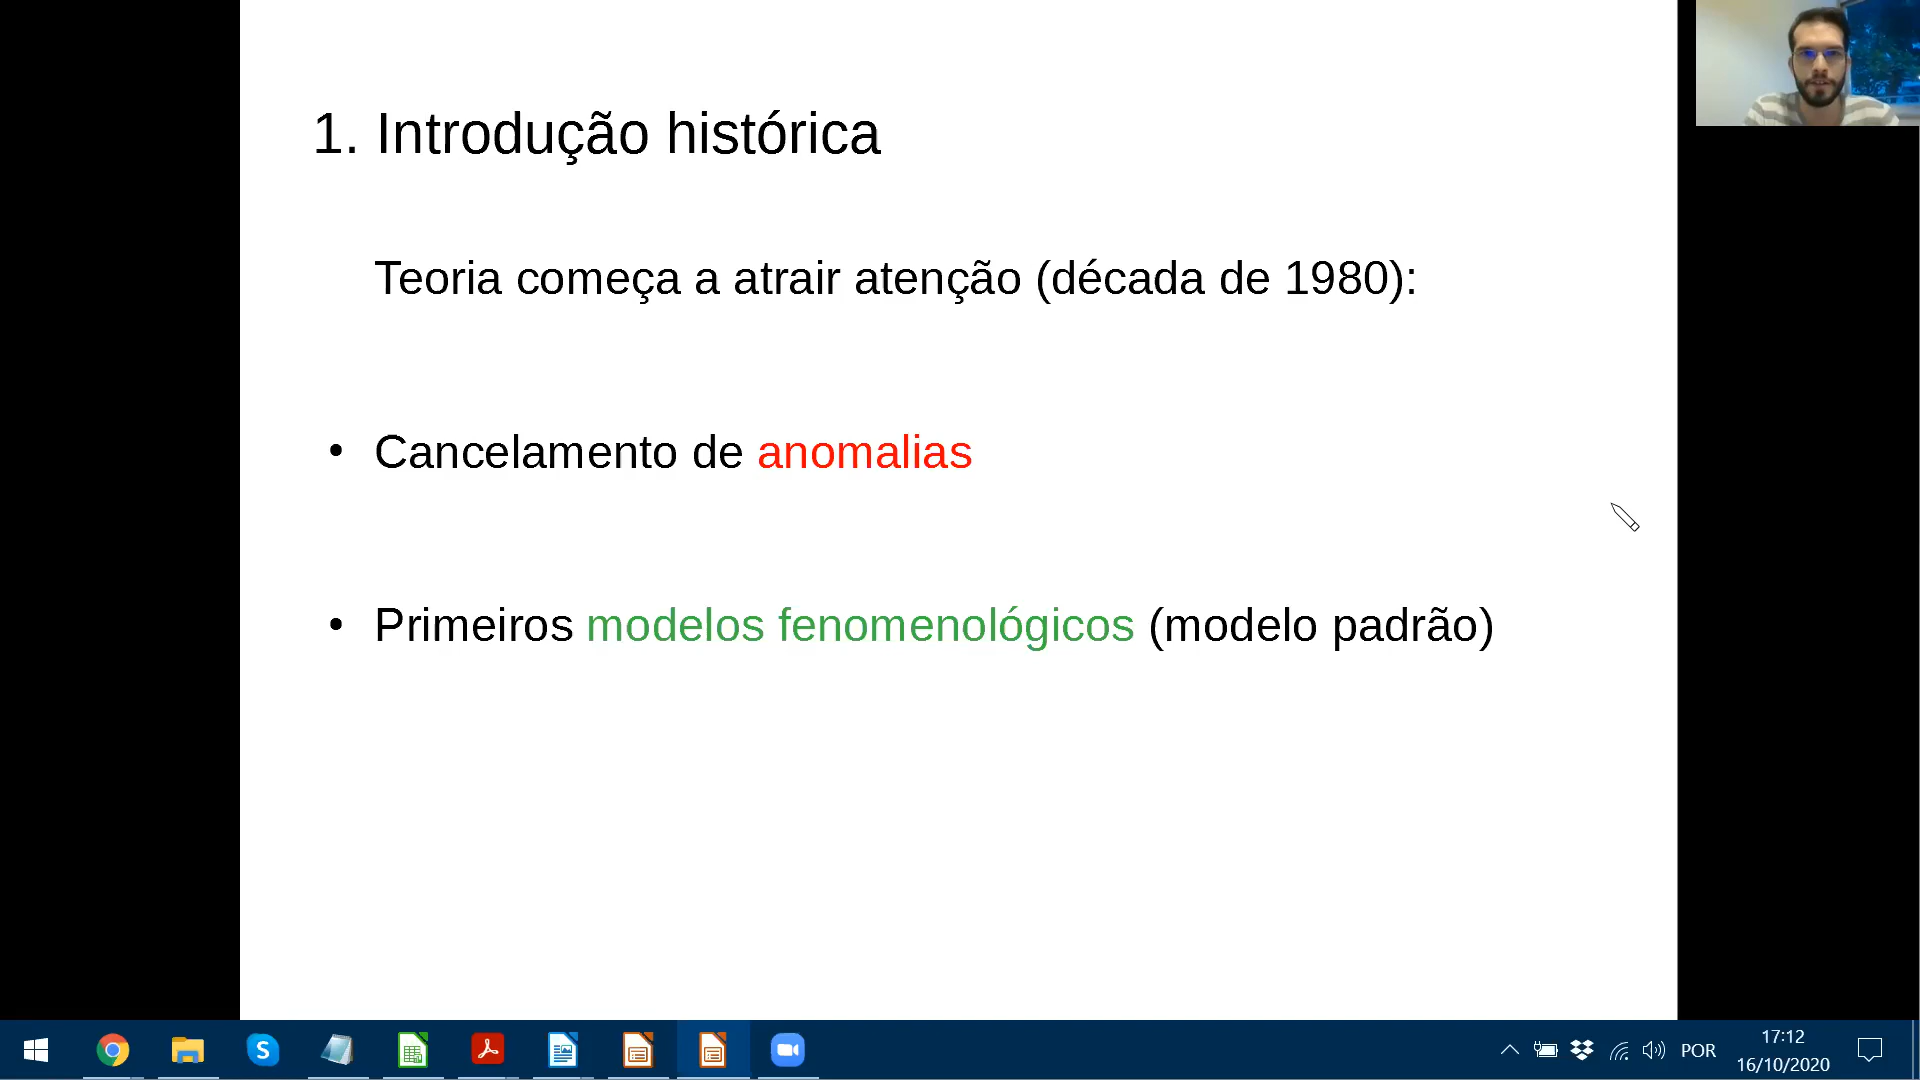 1. Introdução histórica
Teoria começa a atrair atenção (década de 1980):
• Cancelamento de anomalias
• Primeiros modelos fenomenológicos (modelo padrão)
POR
17:12
16/10/2020